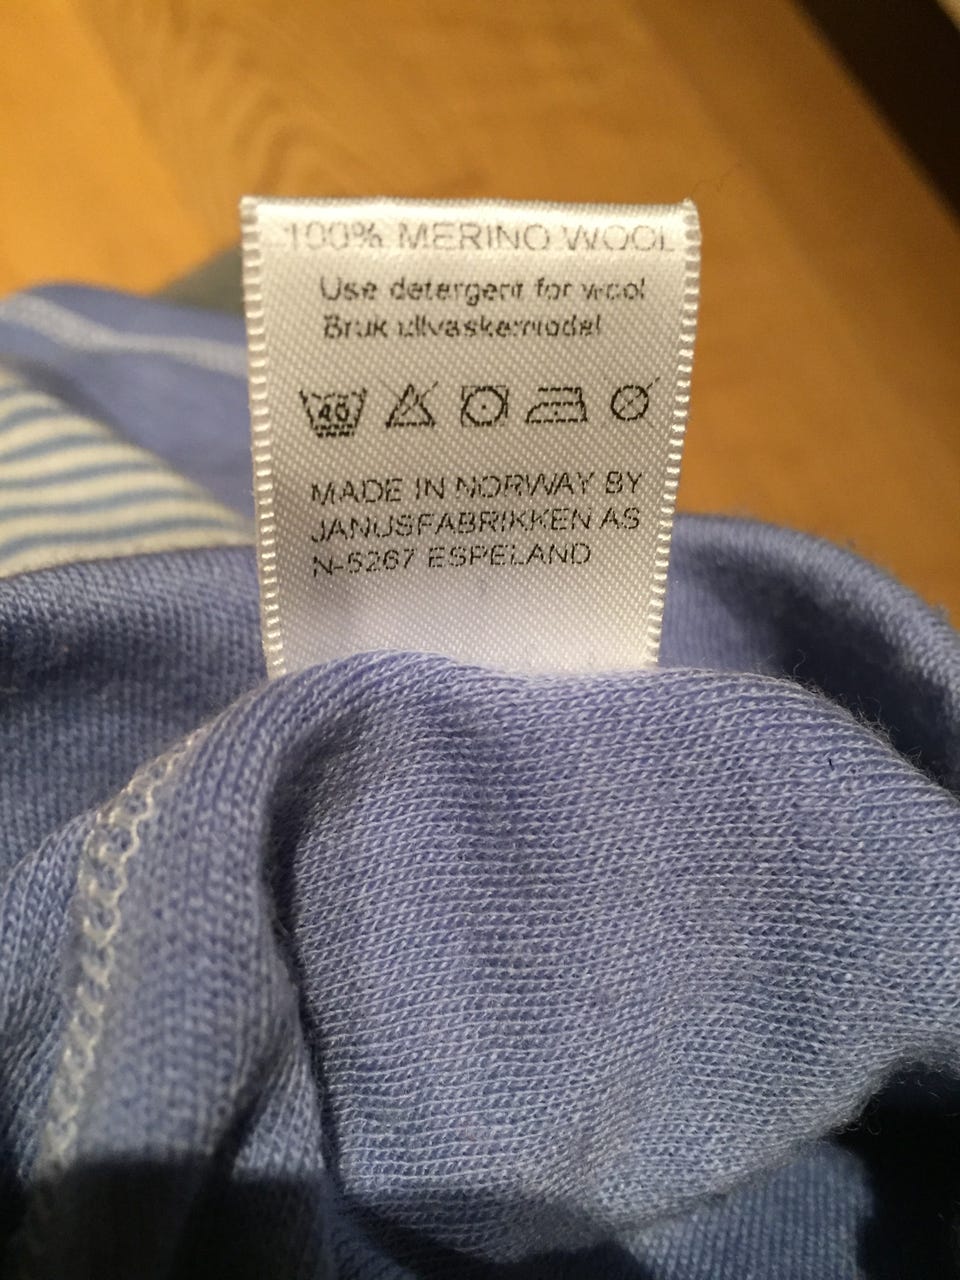 100% MERINO WOOL
Use detergent for wool
Bruk ullvaskemiddel
40
MADE IN NORWAY BY
JANUSFABRIKKEN AS
N-5267 ESPELAND